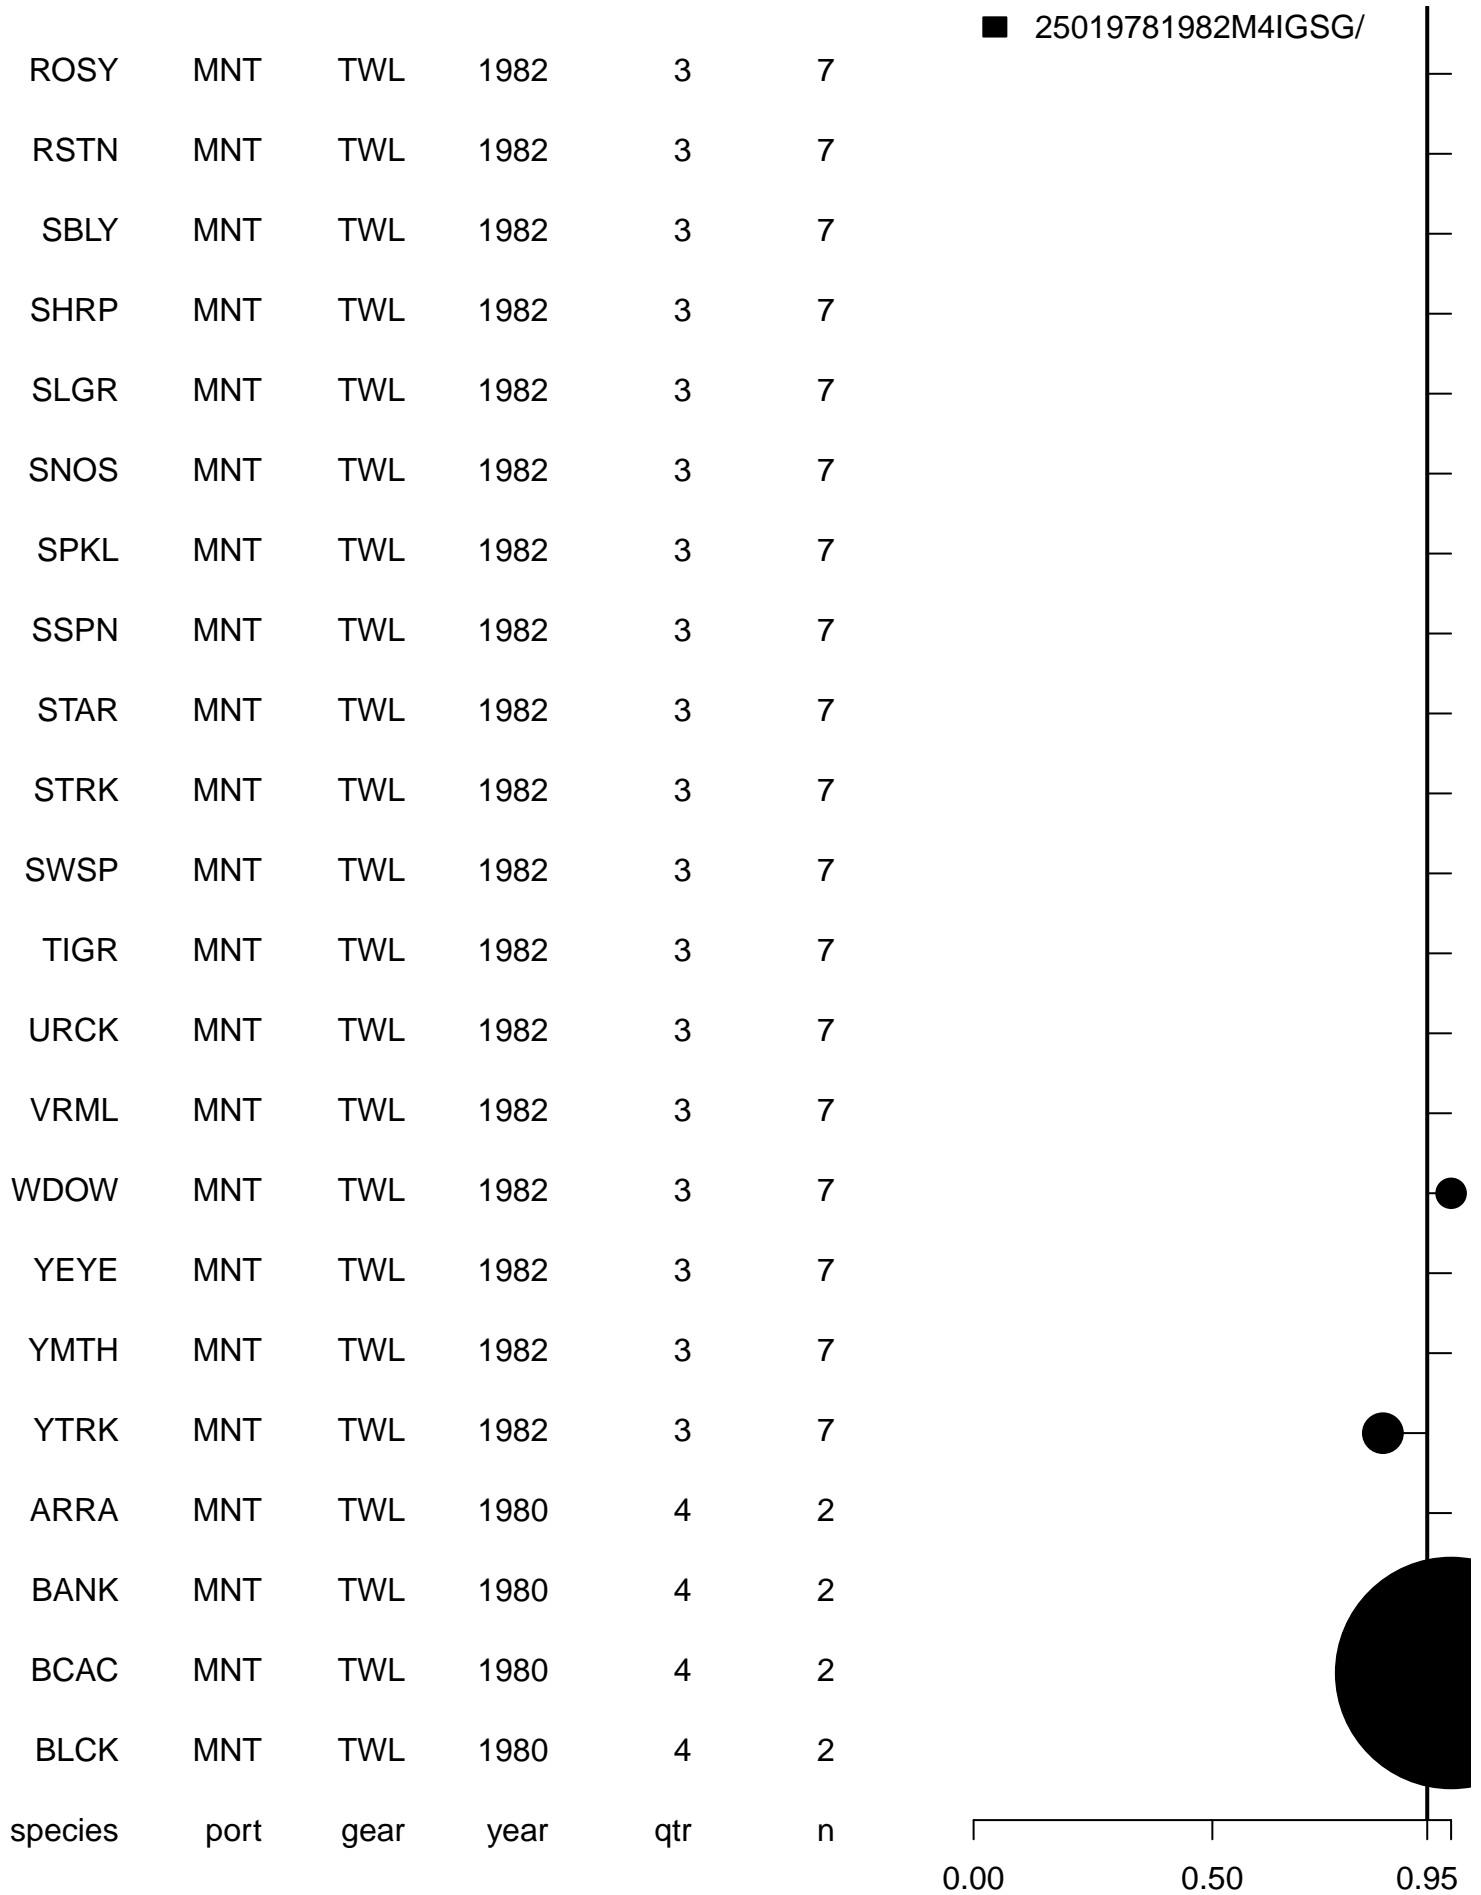 25019781982M4IGSG/
ROSY MNT TWL 1982 3 7
RSTN MNT TWL 1982 3 7
SBLY MNT TWL 1982 3 7
SHRP MNT TWL 1982 3 7
SLGR MNT TWL 1982 3 7
SNOS MNT TWL 1982 3 7
SPKL MNT TWL 1982 3 7
SSPN MNT TWL 1982 3 7
STAR MNT TWL 1982 3 7
STRK MNT TWL 1982 3 7
SWSP MNT TWL 1982 3 7
TIGR MNT TWL 1982 3 7
URCK MNT TWL 1982 3 7
VRML MNT TWL 1982 3 7
WDOW MNT TWL 1982 3 7
YEYE MNT TWL 1982 3 7
YMTH MNT TWL 1982 3 7
YTRK MNT TWL 1982 3 7
ARRA MNT TWL 1980 4 2
BANK MNT TWL 1980 4 2
BCAC MNT TWL 1980 4 2
BLCK MNT TWL 1980 4 2
species port gear year qtr n
0.00 0.50 0.95